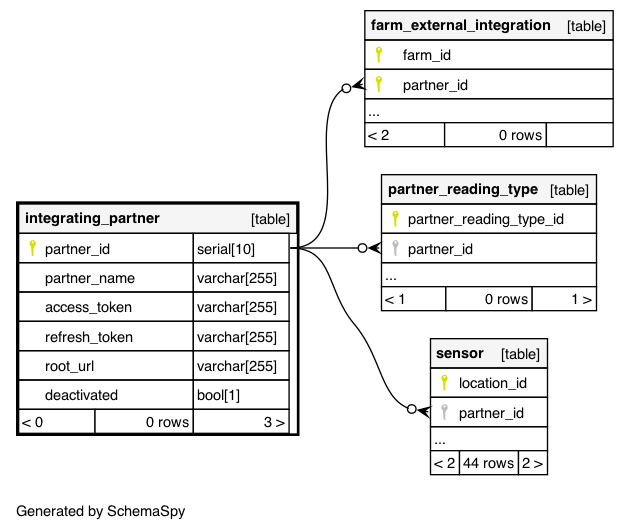 farm_external_integration [table]
farm_id
partner_id
...
< 2 0 rows
partner_reading_type [table]
partner_reading_type_id
partner_id
...
< 1 0 rows 1 >
integrating_partner [table]
partner_id serial[10]
partner_name varchar[255]
access_token varchar[255]
refresh_token varchar[255]
root_url varchar[255]
deactivated bool[1]
< 0 0 rows 3 >
sensor [table]
location_id
partner_id
...
< 2 44 rows 2 >
Generated by SchemaSpy